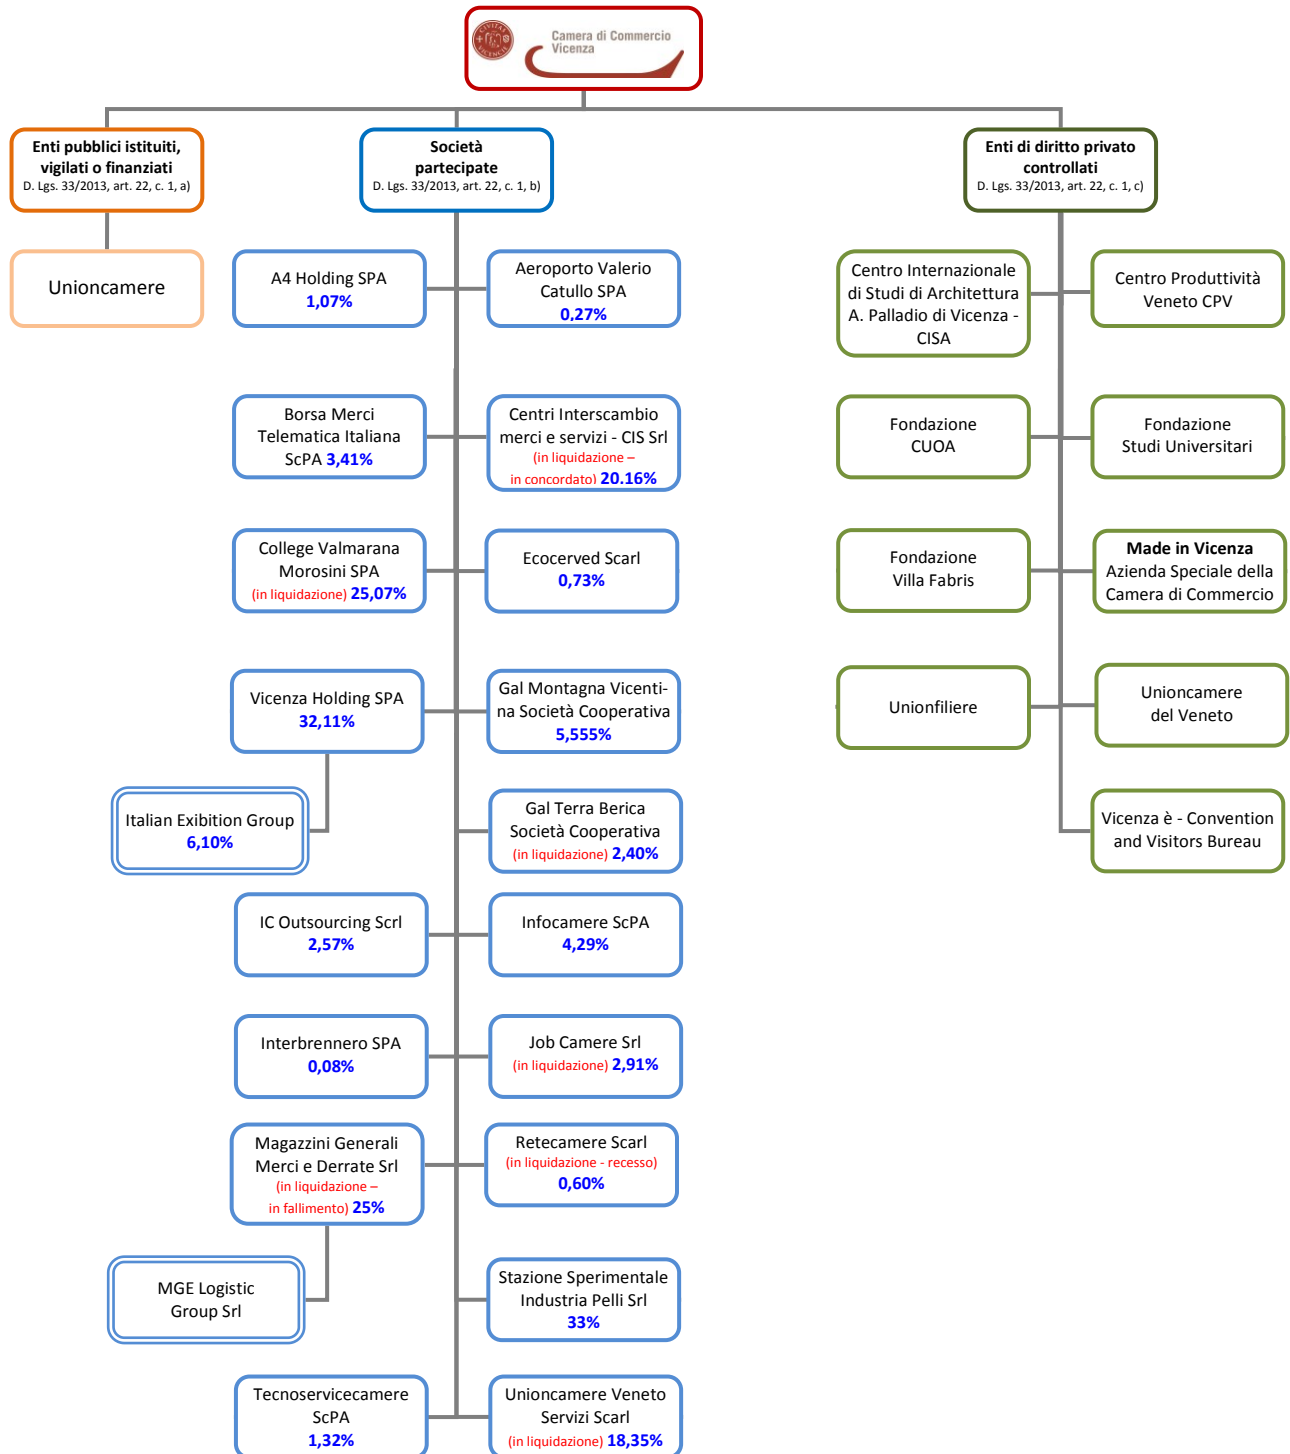 CIVITAS
VICENCIE
Camera di Commercio
Vicenza
Enti pubblici istituiti,
vigilati o finanziati
D. Lgs. 33/2013, art. 22, c. 1, a)
Società
partecipate
D. Lgs. 33/2013, art. 22, c. 1, b)
Enti di diritto privato
controllati
D. Lgs. 33/2013, art. 22, c. 1, c)
Unioncamere
A4 Holding SPA
1,07%
Aeroporto Valerio
Catullo SPA
0,27%
Centro Internazionale
di Studi di Architettura
A. Palladio di Vicenza -
CISA
Centro Produttività
Veneto CPV
Borsa Merci
Telematica Italiana
ScPA 3,41%
Centri Interscambio
merci e servizi - CIS Srl
(in liquidazione –
in concordato) 20.16%
Fondazione
CUOA
Fondazione
Studi Universitari
College Valmarana
Morosini SPA
(in liquidazione) 25,07%
Ecocerved Scarl
0,73%
Fondazione
Villa Fabris
Made in Vicenza
Azienda Speciale della
Camera di Commercio
Vicenza Holding SPA
32,11%
Gal Montagna Vicenti-
na Società Cooperativa
5,555%
Unionfiliere
Unioncamere
del Veneto
Italian Exibition Group
6,10%
Gal Terra Berica
Società Cooperativa
(in liquidazione) 2,40%
Vicenza è - Convention
and Visitors Bureau
IC Outsourcing Scrl
2,57%
Infocamere ScPA
4,29%
Interbrennero SPA
0,08%
Job Camere Srl
(in liquidazione) 2,91%
Magazzini Generali
Merci e Derrate Srl
(in liquidazione –
in fallimento) 25%
Retecamere Scarl
(in liquidazione - recesso)
0,60%
MGE Logistic
Group Srl
Stazione Sperimentale
Industria Pelli Srl
33%
Tecnoservicecamere
ScPA
1,32%
Unioncamere Veneto
Servizi Scarl
(in liquidazione) 18,35%